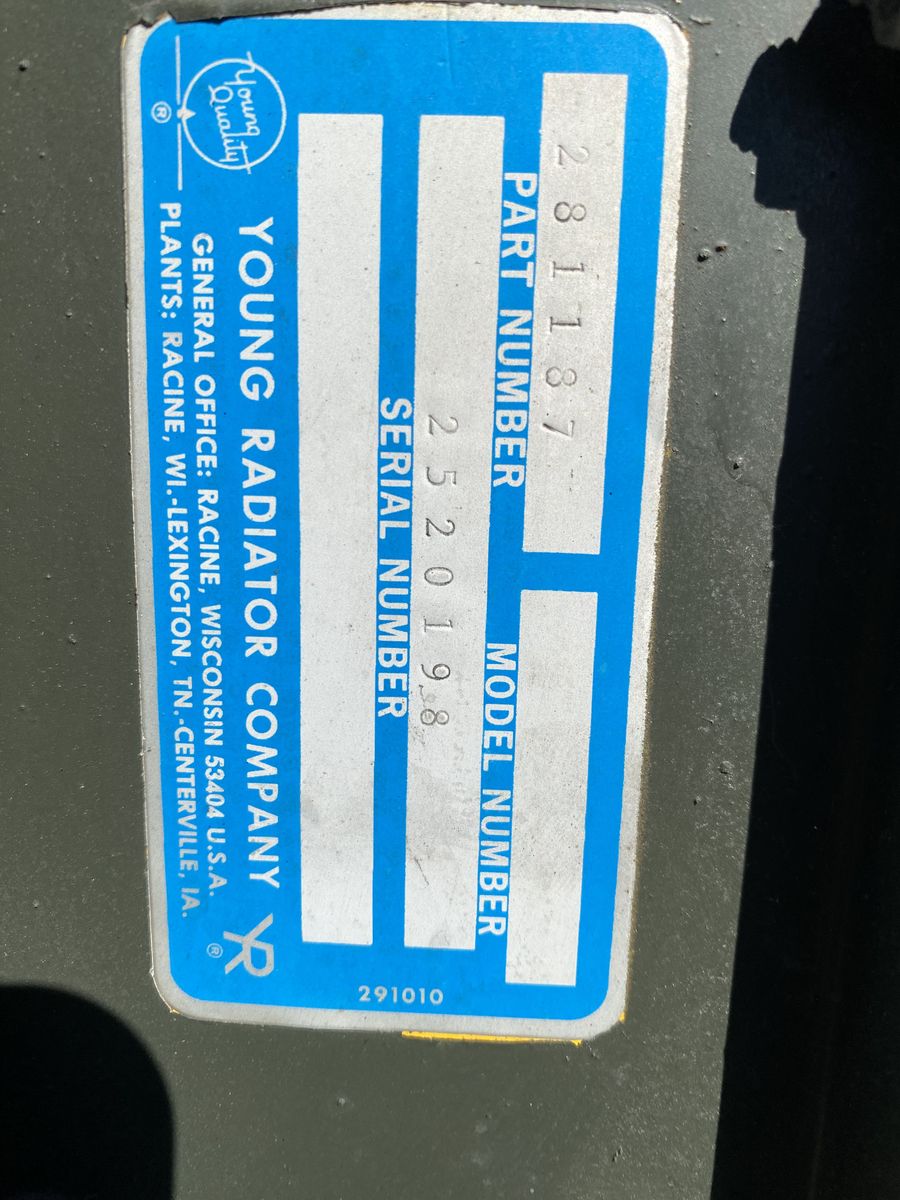 281187
PART NUMBER MODEL NUMBER
2520198
SERIAL NUMBER
291010
Young
Quality
®
YOUNG RADIATOR COMPANY YR ®
GENERAL OFFICE: RACINE, WISCONSIN 53404 U.S.A.
PLANTS: RACINE, WI.-LEXINGTON, TN.-CENTERVILLE, IA.